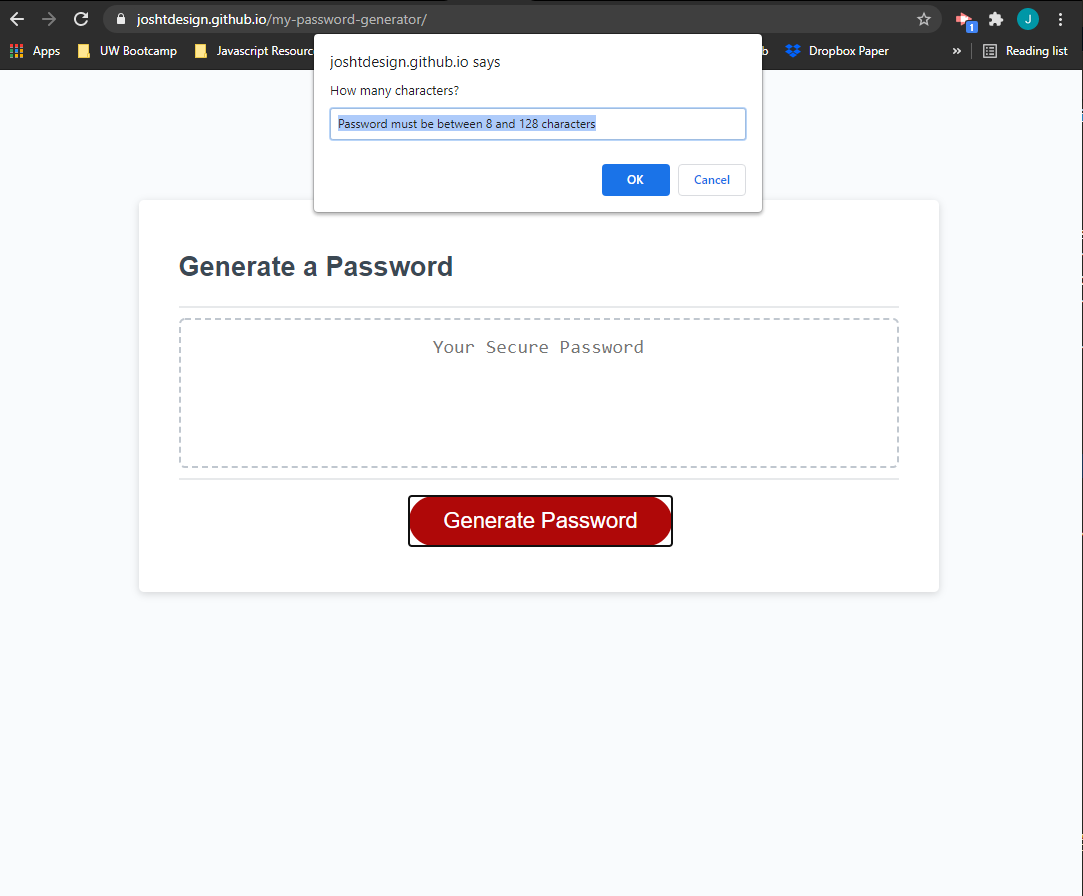 joshtdesign.github.io/my-password-generator/
1
J
Apps
UW Bootcamp
Javascript Resourc
b
Dropbox Paper
»
Reading list
joshtdesign.github.io says
How many characters?
Password must be between 8 and 128 characters
OK
Cancel
Generate a Password
Your Secure Password
Generate Password